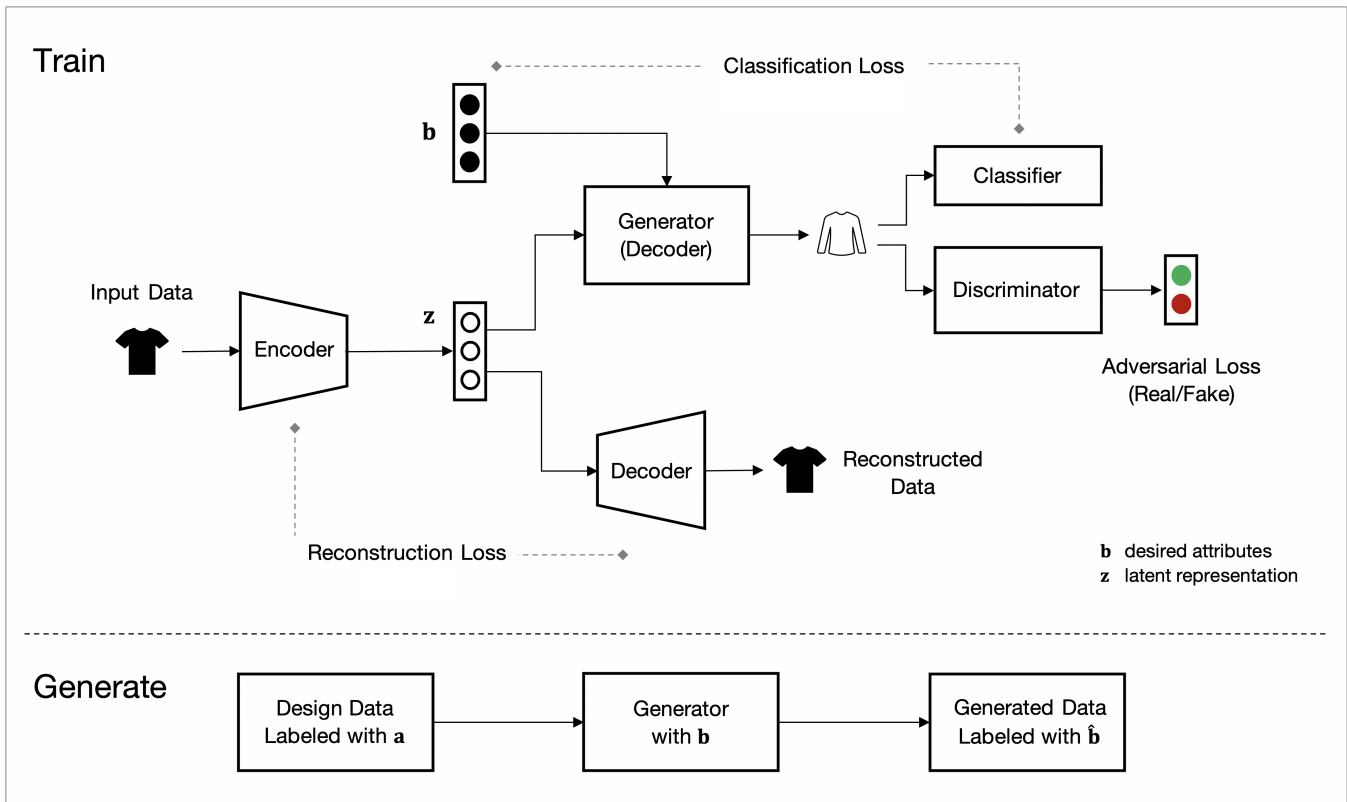 Train
Classification Loss
b
Classifier
Generator
(Decoder)
Discriminator
Input Data
z
Encoder
Adversarial Loss
(Real/Fake)
Decoder
Reconstructed
Data
Reconstruction Loss
b desired attributes
z latent representation
Generate
Design Data
Labeled with a
Generator
with b
Generated Data
Labeled with b̂